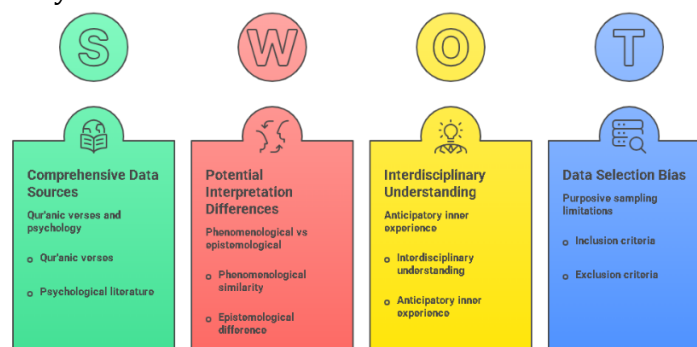 S
W
O
T
Comprehensive Data
Sources
Qur'anic verses and
psychology
Qur'anic verses
Psychological literature
Potential
Interpretation
Differences
Phenomenological vs
epistemological
Phenomenological
similarity
Epistemological
difference
Interdisciplinary
Understanding
Anticipatory inner
experience
Interdisciplinary
understanding
Anticipatory inner
experience
Data Selection Bias
Purposive sampling
limitations
Inclusion criteria
Exclusion criteria